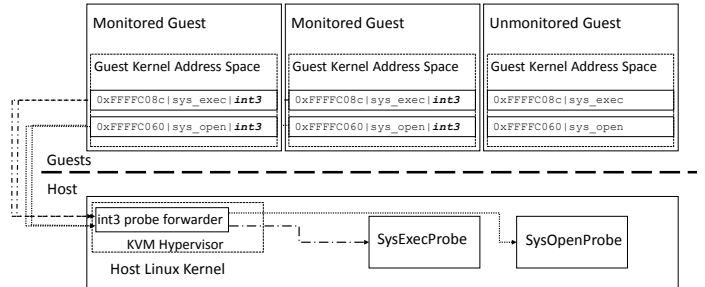 Monitored Guest
Monitored Guest
Unmonitored Guest
Guest Kernel Address Space
Guest Kernel Address Space
Guest Kernel Address Space
0xFFFFC08c|sys_exec|int3
0xFFFFC08c|sys_exec|int3
0xFFFFC08c|sys_exec
0xFFFFC060|sys_open|int3
0xFFFFC060|sys_open|int3
0xFFFFC060|sys_open
Guests
Host
int3 probe forwarder
KVM Hypervisor
SysExecProbe
SysOpenProbe
Host Linux Kernel